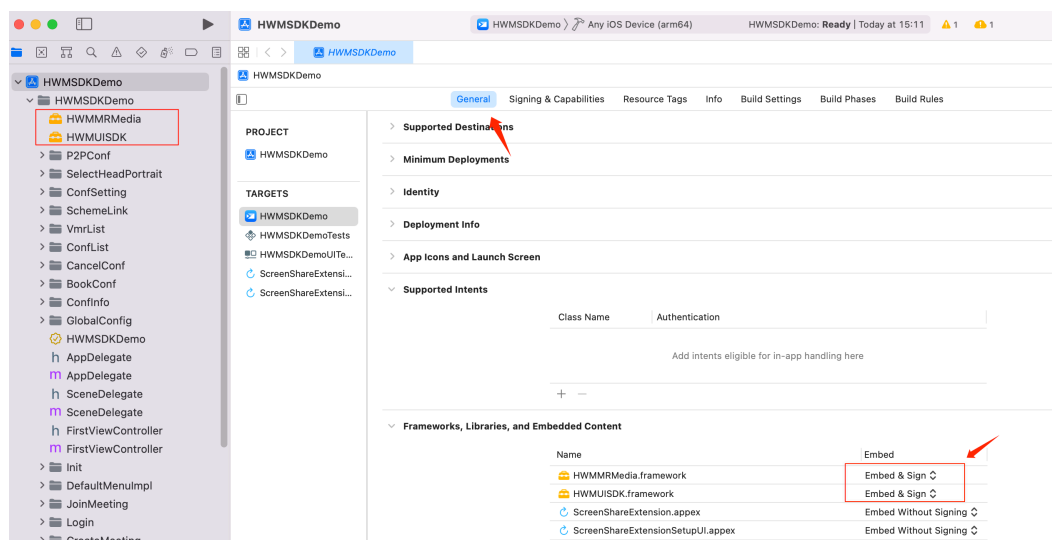 HWMSDKDemo
HWMSDKDemo 〉 Any iOS Device (arm64)
HWMSDKDemo: Ready | Today at 15:11
1
1
HWMSDKDemo
HWMSDKDemo
HWMSDKDemo
HWMSDKDemo
HWMMRMedia
HWMUISDK
P2PConf
SelectHeadPortrait
ConfSetting
SchemeLink
VmrList
ConfList
CancelConf
BookConf
ConfInfo
GlobalConfig
HWMSDKDemo
h AppDelegate
m AppDelegate
h SceneDelegate
m SceneDelegate
h FirstViewController
m FirstViewController
Init
DefaultMenuImpl
JoinMeeting
Login
CreateMeeting
General
Signing & Capabilities
Resource Tags
Info
Build Settings
Build Phases
Build Rules
PROJECT
HWMSDKDemo
TARGETS
HWMSDKDemo
HWMSDKDemoTests
HWMSDKDemoUITe...
ScreenShareExtensi...
ScreenShareExtensi...
Supported Destinations
Minimum Deployments
Identity
Deployment Info
App Icons and Launch Screen
Supported Intents
Class Name
Authentication
Add intents eligible for in-app handling here
Frameworks, Libraries, and Embedded Content
Name
Embed
HWMMRMedia.framework
Embed & Sign
HWMUISDK.framework
Embed & Sign
ScreenShareExtension.appex
Embed Without Signing
ScreenShareExtensionSetupUI.appex
Embed Without Signing